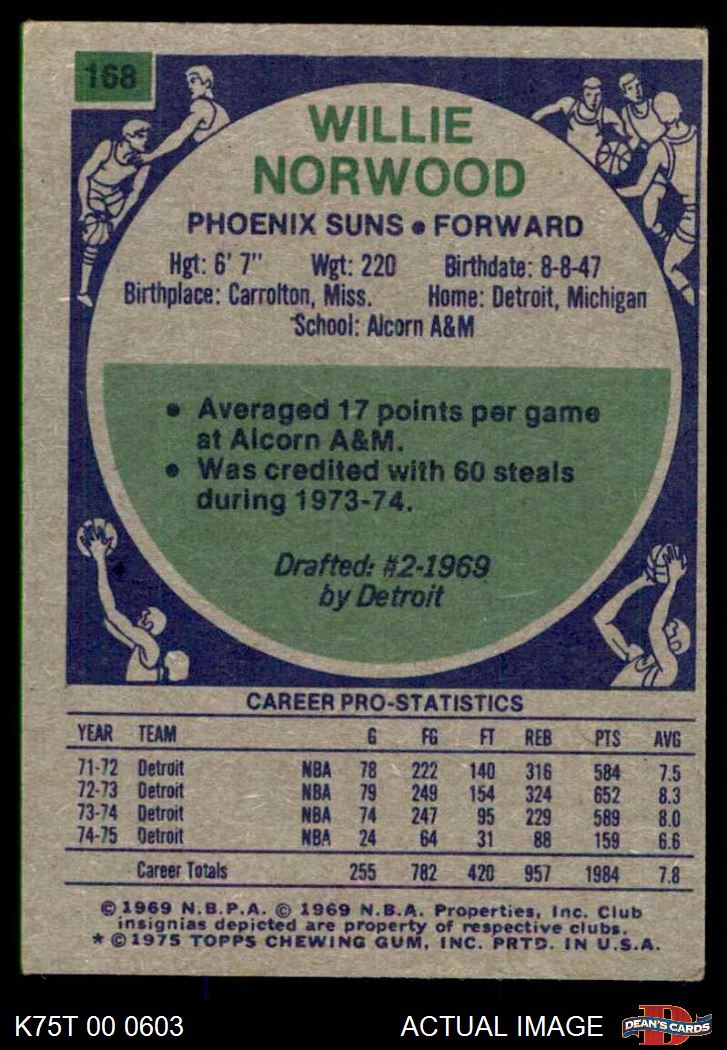 168
WILLIE
NORWOOD
PHOENIX SUNS • FORWARD
Hgt: 6' 7" Wgt: 220 Birthdate: 8-8-47
Birthplace: Carrolton, Miss. Home: Detroit, Michigan
School: Alcorn A&M
• Averaged 17 points per game
at Alcorn A&M.
• Was credited with 60 steals
during 1973-74.
Drafted: #2-1969
by Detroit
CAREER PRO-STATISTICS
YEAR TEAM G FG FT REB PTS AVG
71-72 Detroit NBA 78 222 140 316 584 7.5
72-73 Detroit NBA 79 249 154 324 652 8.3
73-74 Detroit NBA 74 247 95 229 589 8.0
74-75 Detroit NBA 24 64 31 88 159 6.6
Career Totals 255 782 420 957 1984 7.8
© 1969 N.B.P.A. © 1969 N.B.A. Properties, Inc. Club
insignias depicted are property of respective clubs.
* © 1975 TOPPS CHEWING GUM, INC. PRTD. IN U.S.A.
K75T 00 0603 ACTUAL IMAGE D DEAN'S CARDS